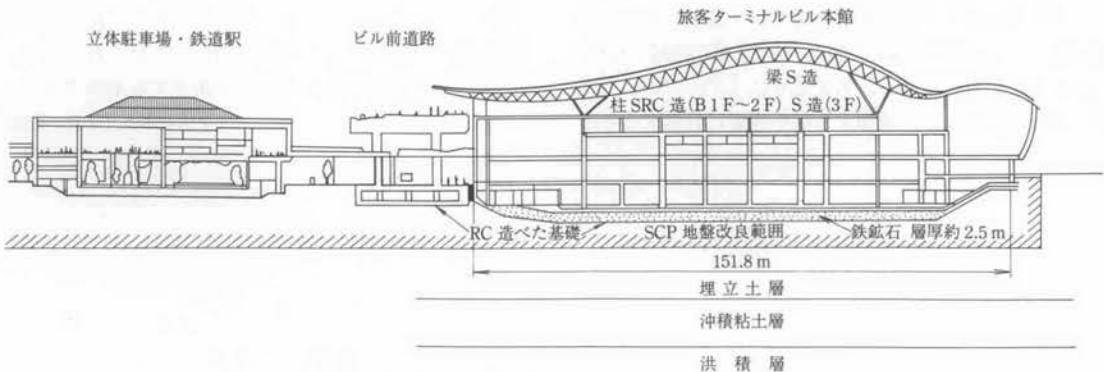 旅客ターミナルビル本館
立体駐車場・鉄道駅
ビル前道路
梁S造
柱SRC造(B1F～2F) S造(3F)
RC造べた基礎
SCP地盤改良範囲
鉄鉱石 層厚約2.5m
151.8m
埋立土層
沖積粘土層
洪積層